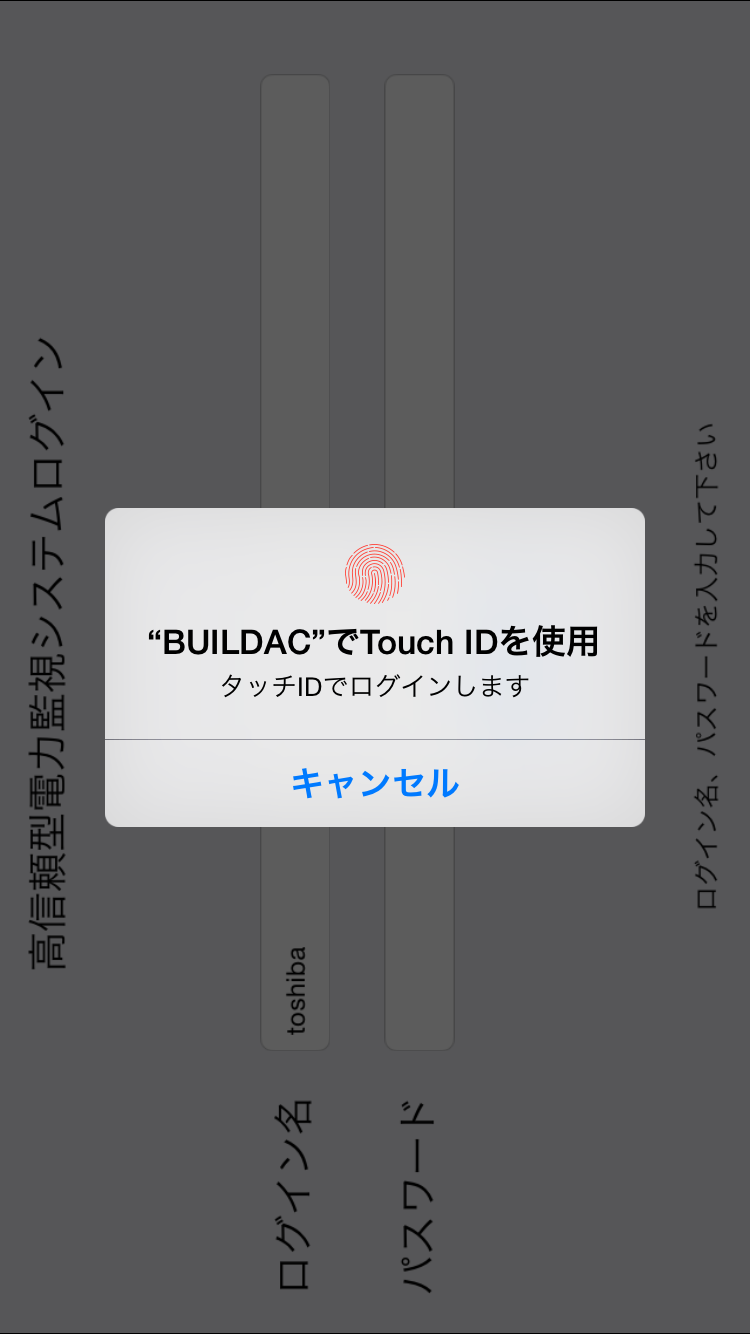 高信頼型電力監視システムログイン
ログイン名
toshiba
パスワード
ログイン名、パスワードを入力して下さい
“BUILDAC”でTouch IDを使用
タッチIDでログインします
キャンセル